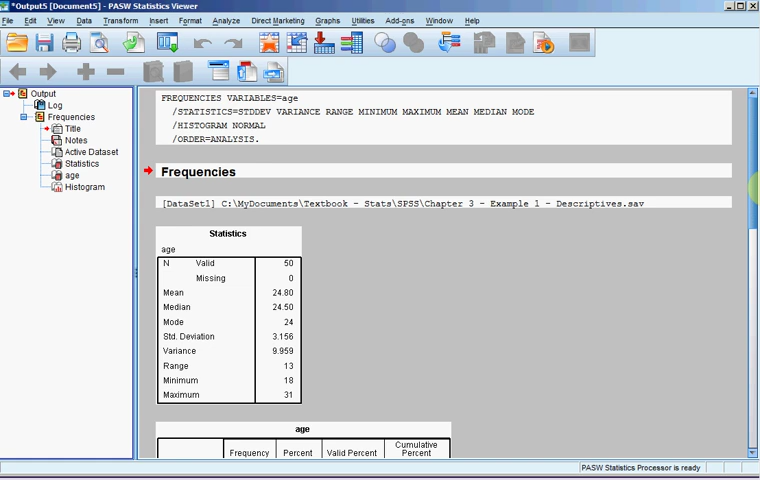 *Output5 [Document5] - PASW Statistics Viewer
File Edit View Data Transform Insert Format Analyze Direct Marketing Graphs Utilities Add-ons Window Help
Output
Log
Frequencies
Title
Notes
Active Dataset
Statistics
age
Histogram
FREQUENCIES VARIABLES=age
/STATISTICS=STDDEV VARIANCE RANGE MINIMUM MAXIMUM MEAN MEDIAN MODE
/HISTOGRAM NORMAL
/ORDER=ANALYSIS.
Frequencies
[DataSet1] C:\MyDocuments\Textbook - Stats\SPSS\Chapter 3 - Example 1 - Descriptives.sav
Statistics
age
N Valid 50
Missing 0
Mean 24.80
Median 24.50
Mode 24
Std. Deviation 3.156
Variance 9.959
Range 13
Minimum 18
Maximum 31
age
Frequency Percent Valid Percent Cumulative Percent
PASW Statistics Processor is ready